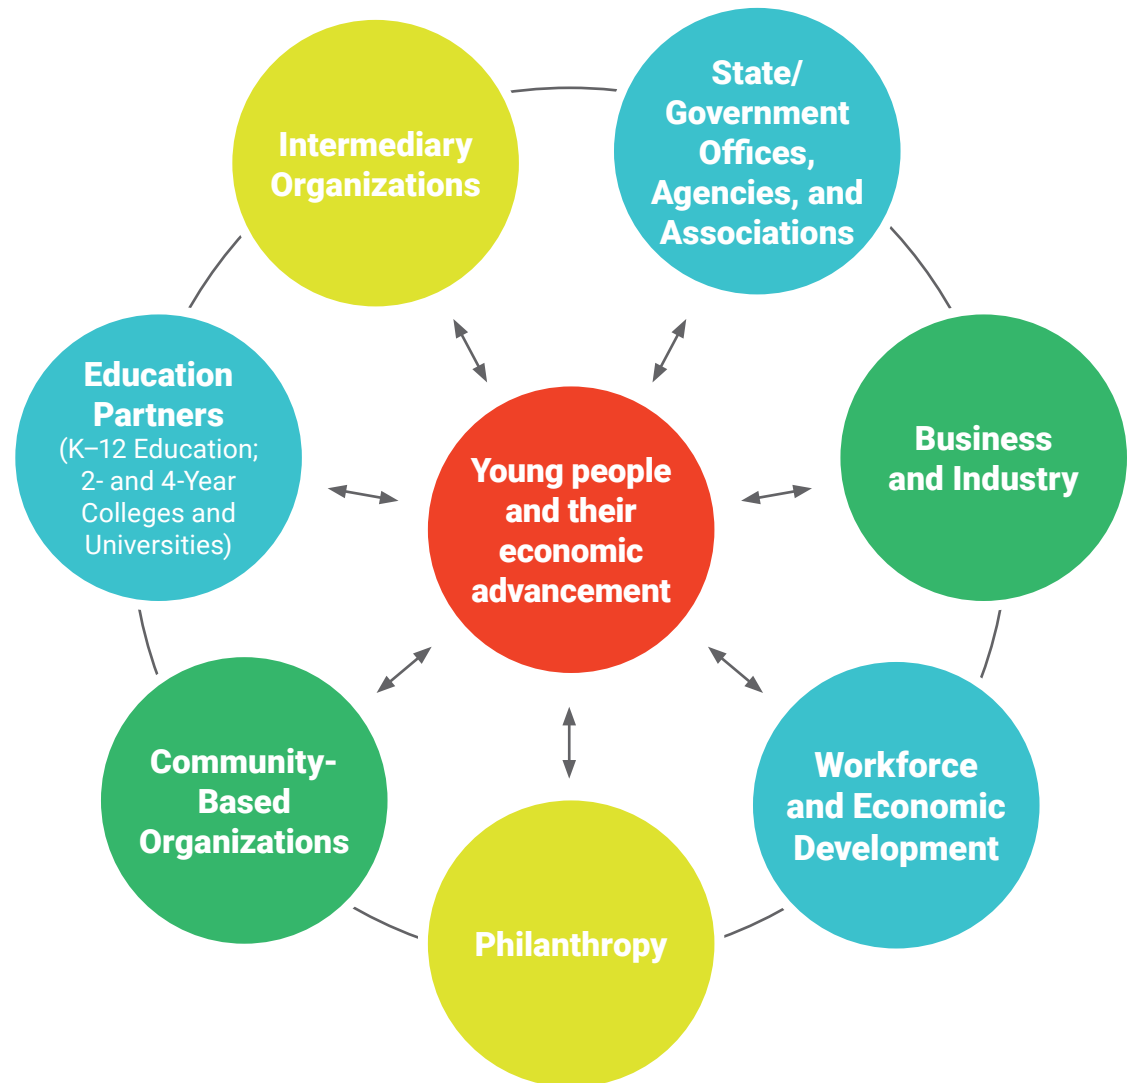 Intermediary
Organizations
State/
Government
Offices,
Agencies, and
Associations
Education
Partners
(K–12 Education;
2- and 4-Year
Colleges and
Universities)
Young people
and their
economic
advancement
Business
and Industry
Community-
Based
Organizations
Workforce
and Economic
Development
Philanthropy